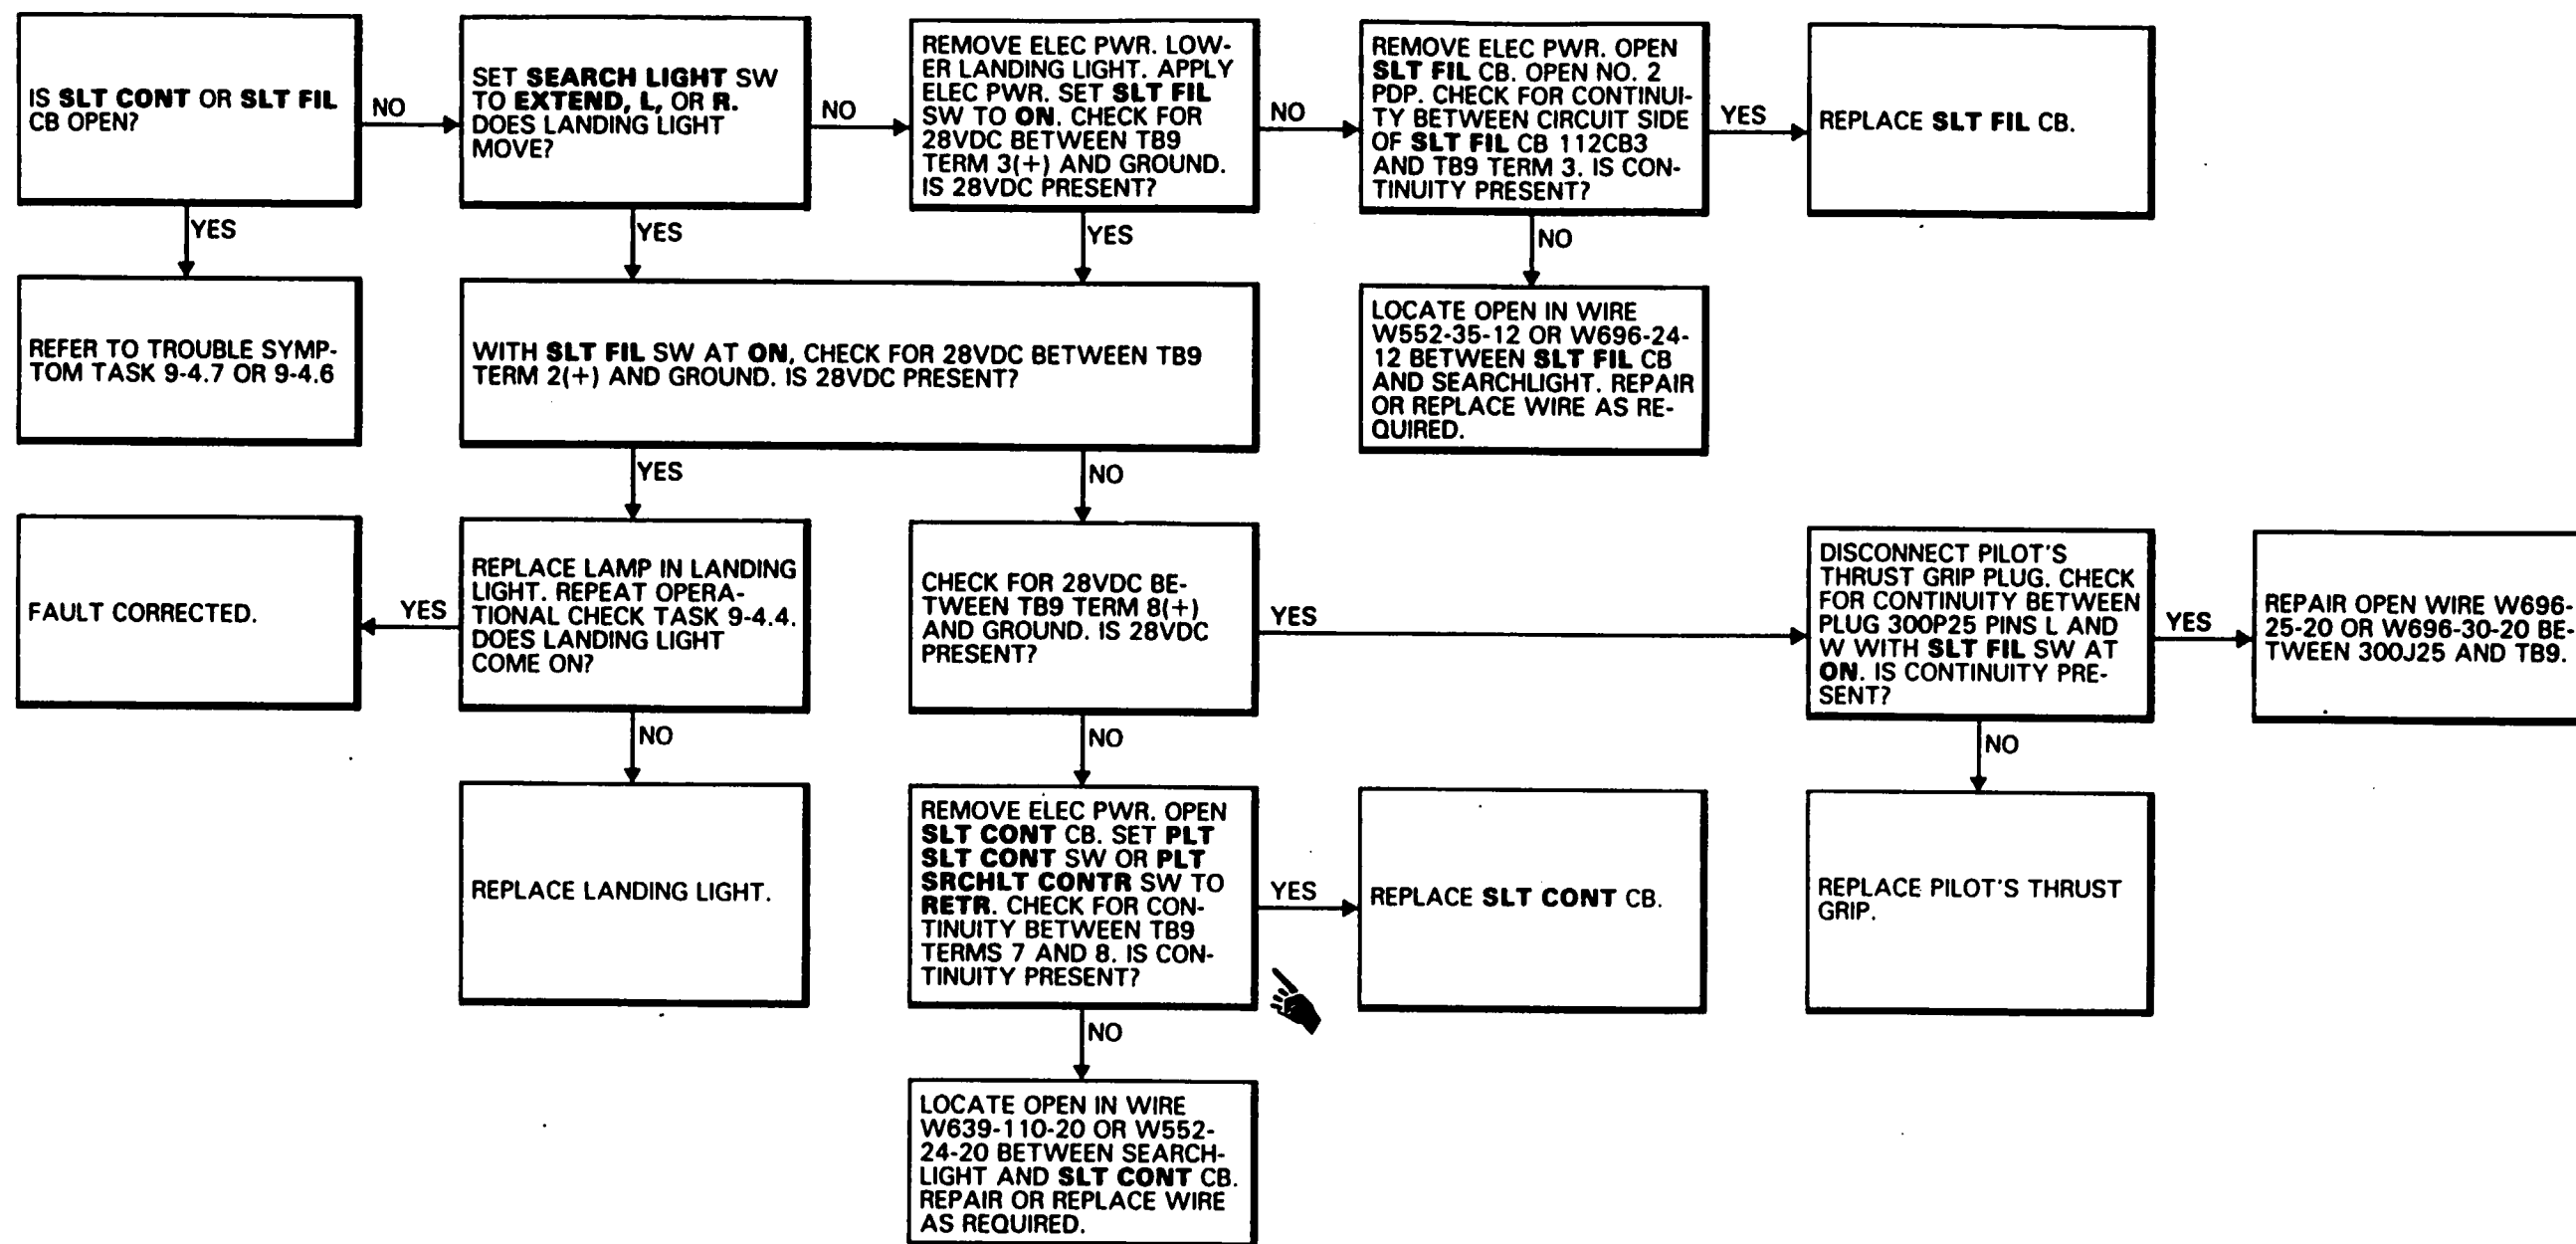 IS SLT CONT OR SLT FIL
CB OPEN?
NO
YES
SET SEARCH LIGHT SW
TO EXTEND, L, OR R.
DOES LANDING LIGHT
MOVE?
NO
YES
REMOVE ELEC PWR. LOW-
ER LANDING LIGHT. APPLY
ELEC PWR. SET SLT FIL
SW TO ON. CHECK FOR
28VDC BETWEEN TB9
TERM 3(+) AND GROUND.
IS 28VDC PRESENT?
NO
YES
REMOVE ELEC PWR. OPEN
SLT FIL CB. OPEN NO. 2
PDP. CHECK FOR CONTINUI-
TY BETWEEN CIRCUIT SIDE
OF SLT FIL CB 112CB3
AND TB9 TERM 3. IS CON-
TINUITY PRESENT?
YES
NO
REPLACE SLT FIL CB.
REFER TO TROUBLE SYMP-
TOM TASK 9-4.7 OR 9-4.6
WITH SLT FIL SW AT ON, CHECK FOR 28VDC BETWEEN TB9
TERM 2(+) AND GROUND. IS 28VDC PRESENT?
YES
NO
LOCATE OPEN IN WIRE
W552-35-12 OR W696-24-
12 BETWEEN SLT FIL CB
AND SEARCHLIGHT. REPAIR
OR REPLACE WIRE AS RE-
QUIRED.
FAULT CORRECTED.
YES
REPLACE LAMP IN LANDING
LIGHT. REPEAT OPERA-
TIONAL CHECK TASK 9-4.4.
DOES LANDING LIGHT
COME ON?
NO
CHECK FOR 28VDC BE-
TWEEN TB9 TERM 8(+)
AND GROUND. IS 28VDC
PRESENT?
YES
NO
DISCONNECT PILOT'S
THRUST GRIP PLUG. CHECK
FOR CONTINUITY BETWEEN
PLUG 300P25 PINS L AND
W WITH SLT FIL SW AT
ON. IS CONTINUITY PRE-
SENT?
YES
NO
REPAIR OPEN WIRE W696-
25-20 OR W696-30-20 BE-
TWEEN 300J25 AND TB9.
REPLACE LANDING LIGHT.
REMOVE ELEC PWR. OPEN
SLT CONT CB. SET PLT
SLT CONT SW OR PLT
SRCHLT CONTR SW TO
RETR. CHECK FOR CON-
TINUITY BETWEEN TB9
TERMS 7 AND 8. IS CON-
TINUITY PRESENT?
YES
NO
REPLACE SLT CONT CB.
REPLACE PILOT'S THRUST
GRIP.
LOCATE OPEN IN WIRE
W639-110-20 OR W552-
24-20 BETWEEN SEARCH-
LIGHT AND SLT CONT CB.
REPAIR OR REPLACE WIRE
AS REQUIRED.